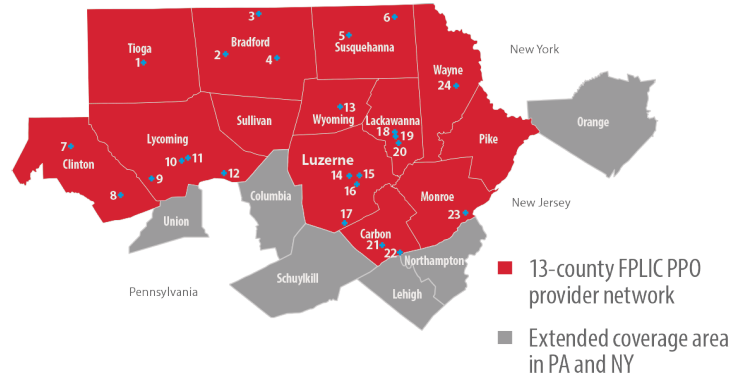 3
6
Tioga
1
Bradford
2
4
5
Susquehanna
New York
Wayne
24
Orange
13
Wyoming
Sullivan
Lackawanna
18
19
20
Pike
7
Clinton
Lycoming
10
11
9
12
8
Luzerne
14
15
16
17
Columbia
Union
Monroe
23
New Jersey
Carbon
21
22
Northampton
Schuylkill
Lehigh
Pennsylvania
13-county FPLIC PPO
provider network
Extended coverage area
in PA and NY